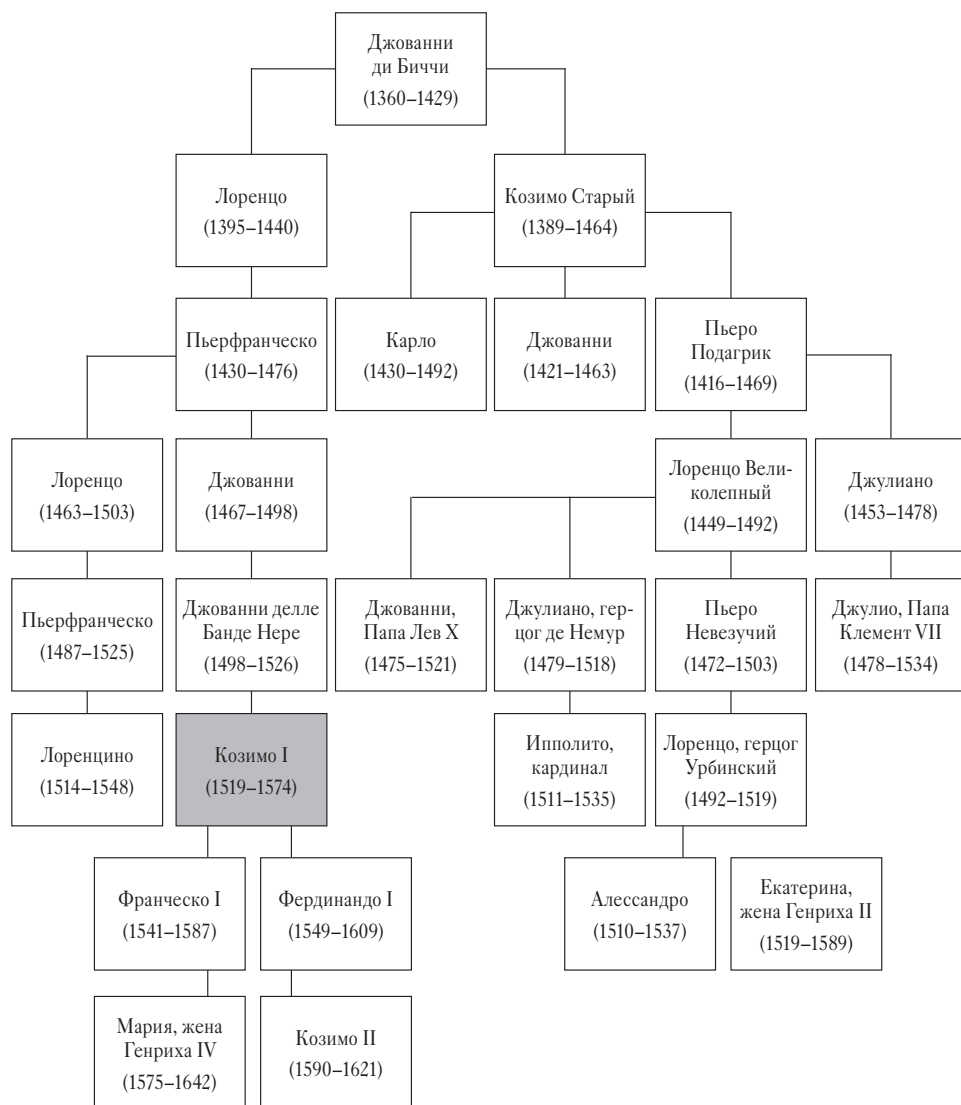 Джованни
ди Биччи
(1360–1429)
Лоренцо
(1395–1440)
Козимо Старый
(1389–1464)
Пьерфранческо
(1430–1476)
Карло
(1430–1492)
Джованни
(1421–1463)
Пьеро
Подагрик
(1416–1469)
Лоренцо
(1463–1503)
Джованни
(1467–1498)
Лоренцо Вели-
колепный
(1449–1492)
Джулиано
(1453–1478)
Пьерфранческо
(1487–1525)
Джованни делле
Банде Нере
(1498–1526)
Джованни,
Папа Лев X
(1475–1521)
Джулиано, гер-
цог де Немур
(1479–1518)
Пьеро
Невезучий
(1472–1503)
Джулио, Папа
Климент VII
(1478–1534)
Лоренцино
(1514–1548)
Козимо I
(1519–1574)
Ипполито,
кардинал
(1511–1535)
Лоренцо, герцог
Урбинский
(1492–1519)
Франческо I
(1541–1587)
Фердинандо I
(1549–1609)
Алессандро
(1510–1537)
Екатерина,
жена Генриха II
(1519–1589)
Мария, жена
Генриха IV
(1575–1642)
Козимо II
(1590–1621)